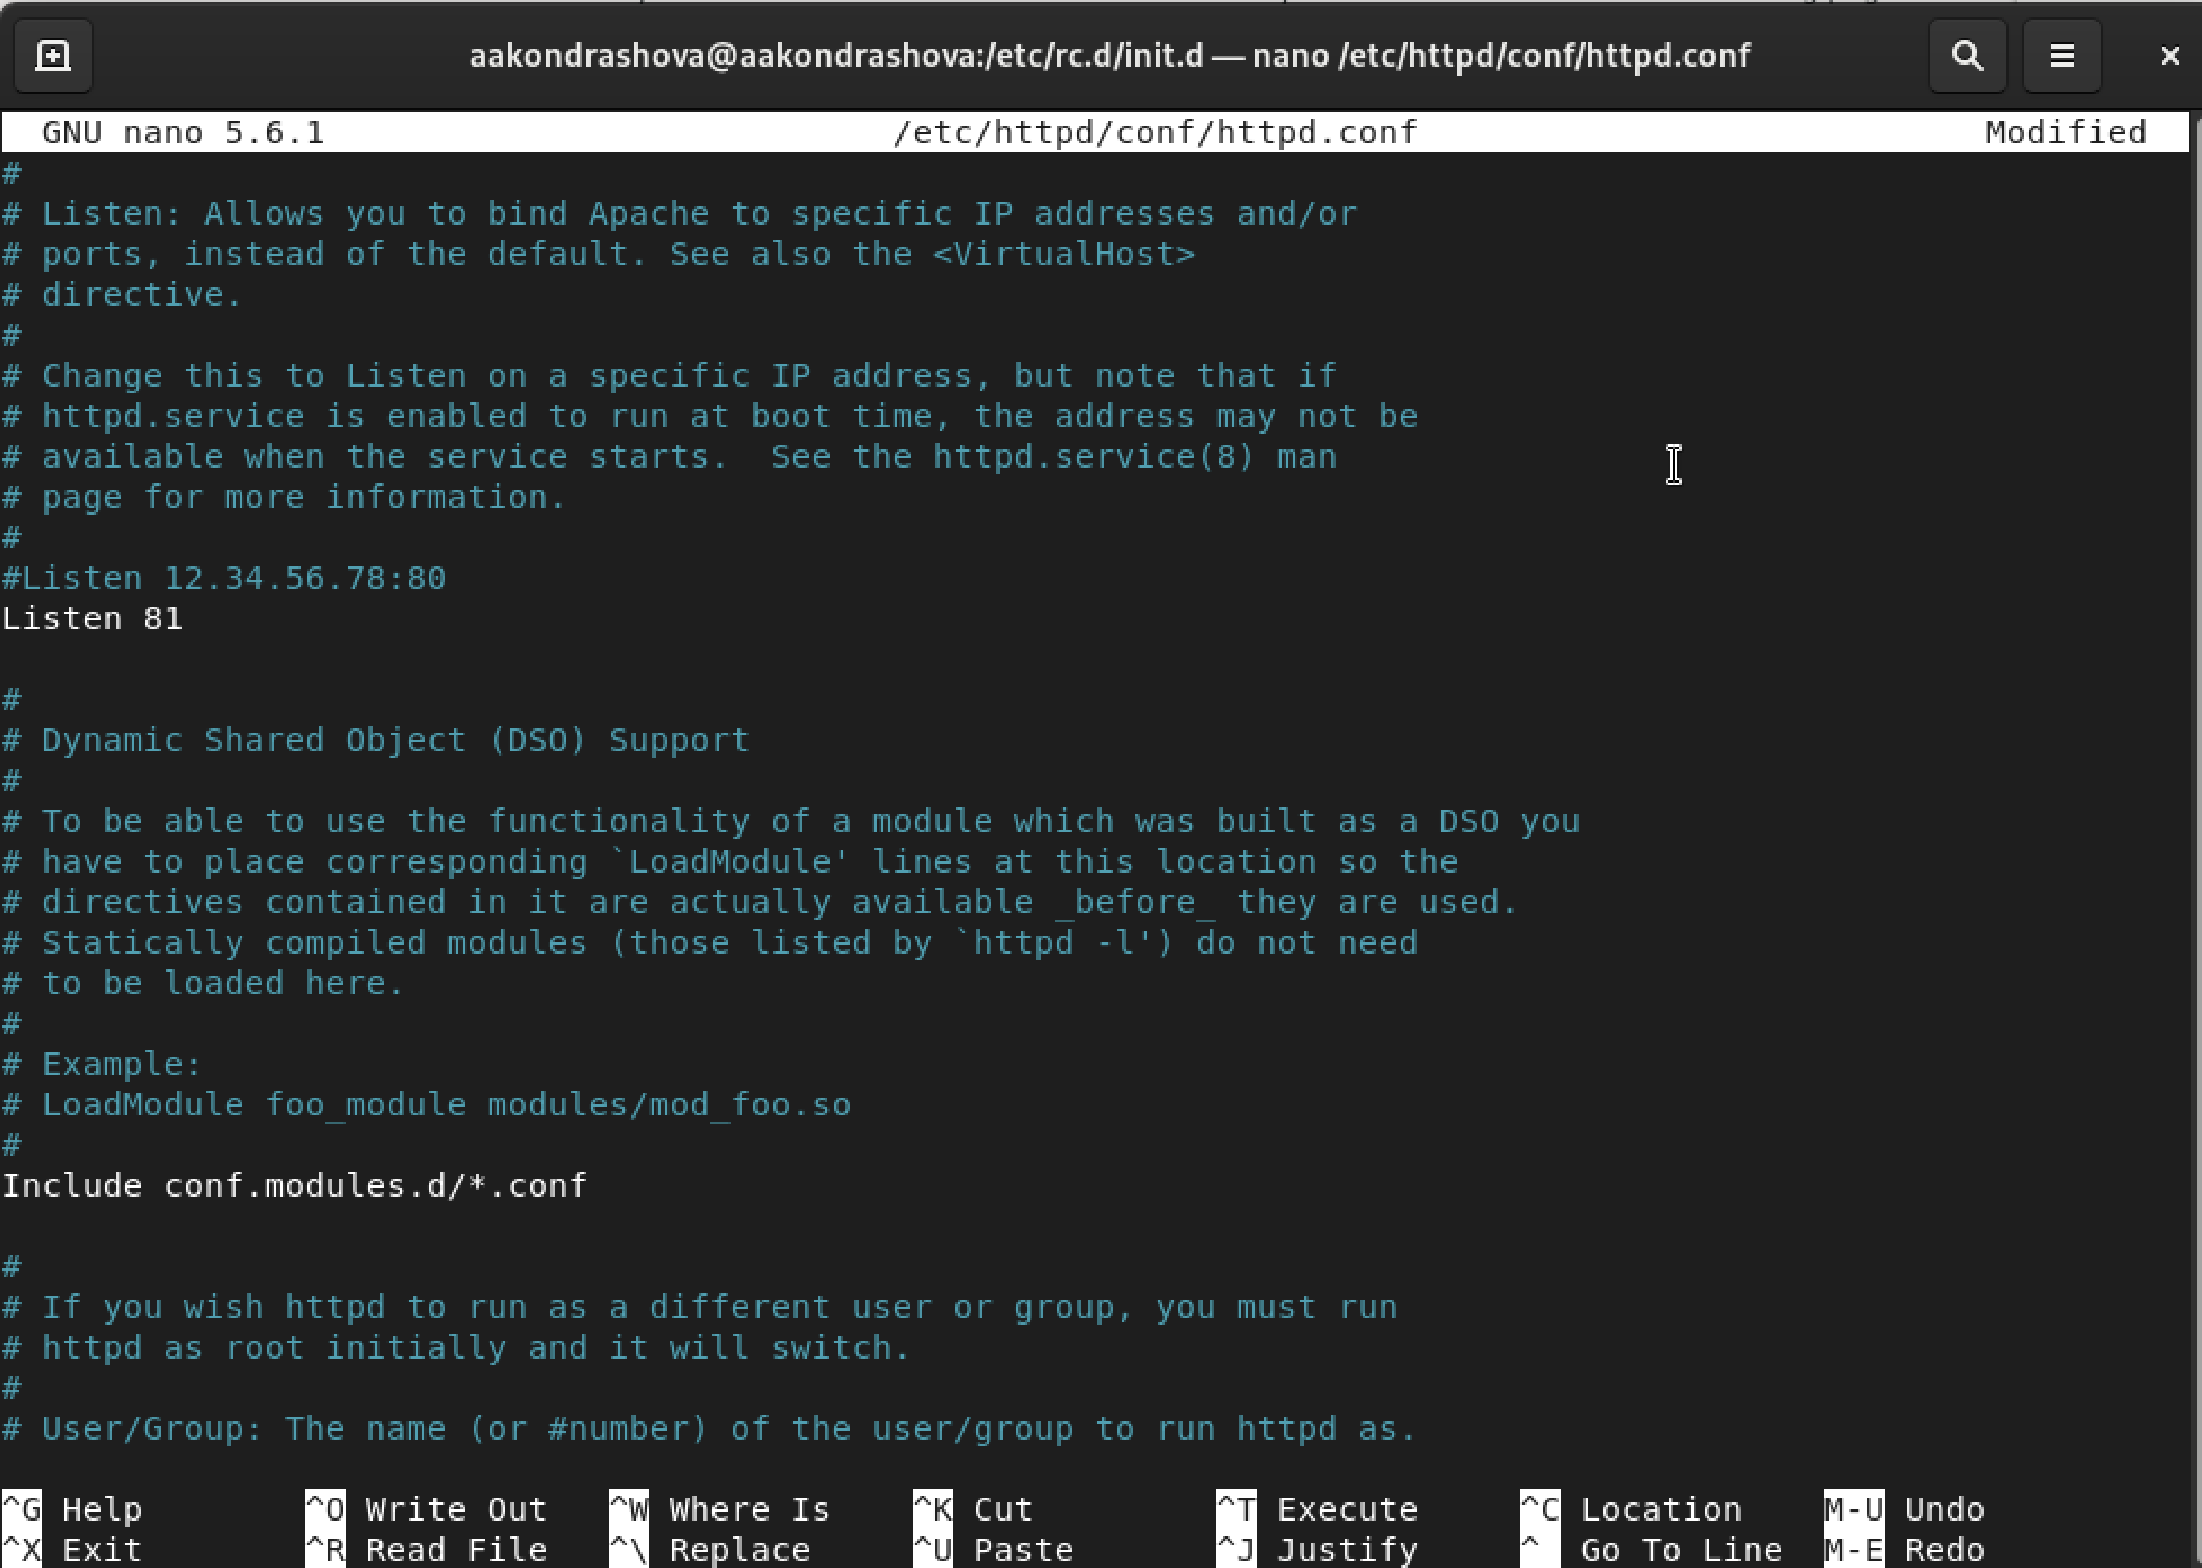 aakondrashova@aakondrashova:/etc/rc.d/init.d — nano /etc/httpd/conf/httpd.conf
GNU nano 5.6.1 /etc/httpd/conf/httpd.conf Modified
#
# Listen: Allows you to bind Apache to specific IP addresses and/or
# ports, instead of the default. See also the <VirtualHost>
# directive.
#
# Change this to Listen on a specific IP address, but note that if
# httpd.service is enabled to run at boot time, the address may not be
# available when the service starts.  See the httpd.service(8) man
# page for more information.
#
#Listen 12.34.56.78:80
Listen 81
#
# Dynamic Shared Object (DSO) Support
#
# To be able to use the functionality of a module which was built as a DSO you
# have to place corresponding `LoadModule' lines at this location so the
# directives contained in it are actually available _before_ they are used.
# Statically compiled modules (those listed by `httpd -l') do not need
# to be loaded here.
#
# Example:
# LoadModule foo_module modules/mod_foo.so
#
Include conf.modules.d/*.conf
#
# If you wish httpd to run as a different user or group, you must run
# httpd as root initially and it will switch.
#
# User/Group: The name (or #number) of the user/group to run httpd as.
^G Help ^O Write Out ^W Where Is ^K Cut ^T Execute ^C Location M-U Undo
^X Exit ^R Read File ^\ Replace ^U Paste ^J Justify ^ Go To Line M-E Redo